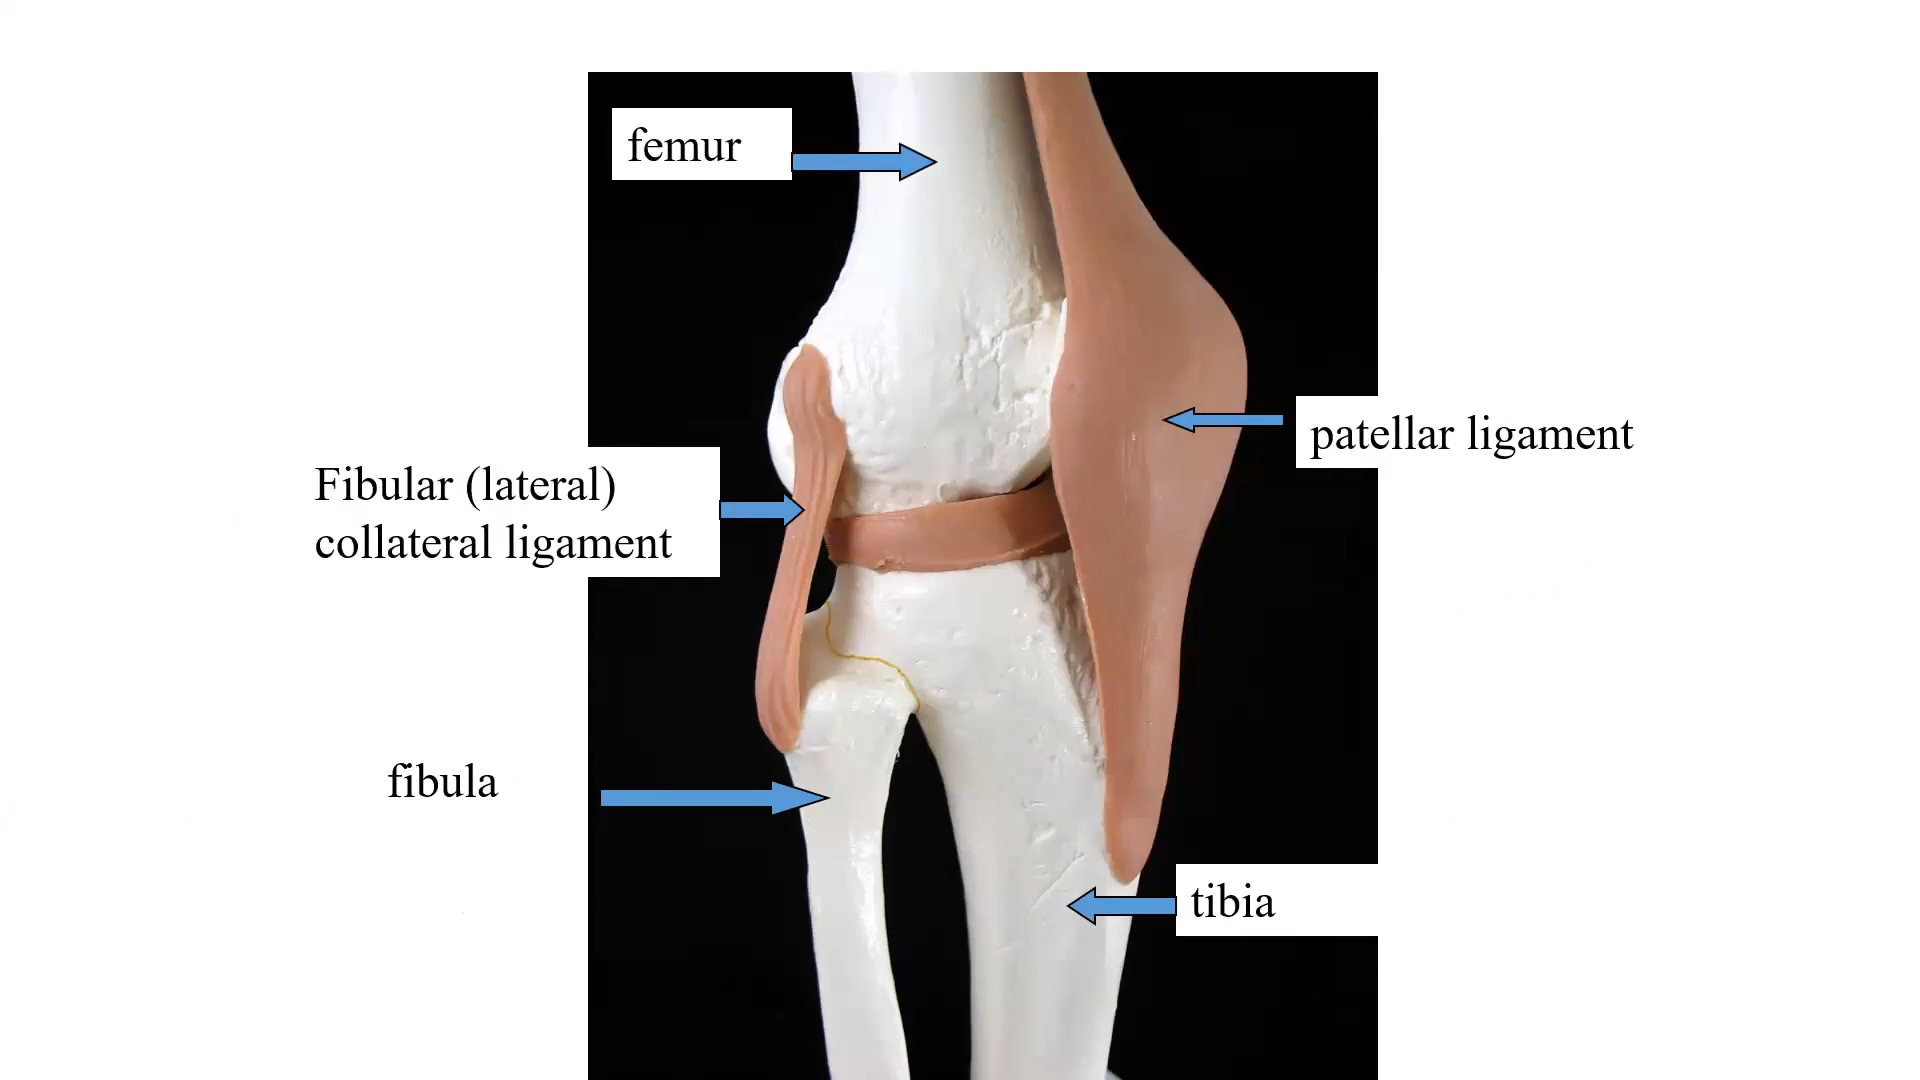 femur
patellar ligament
Fibular (lateral)
collateral ligament
fibula
tibia